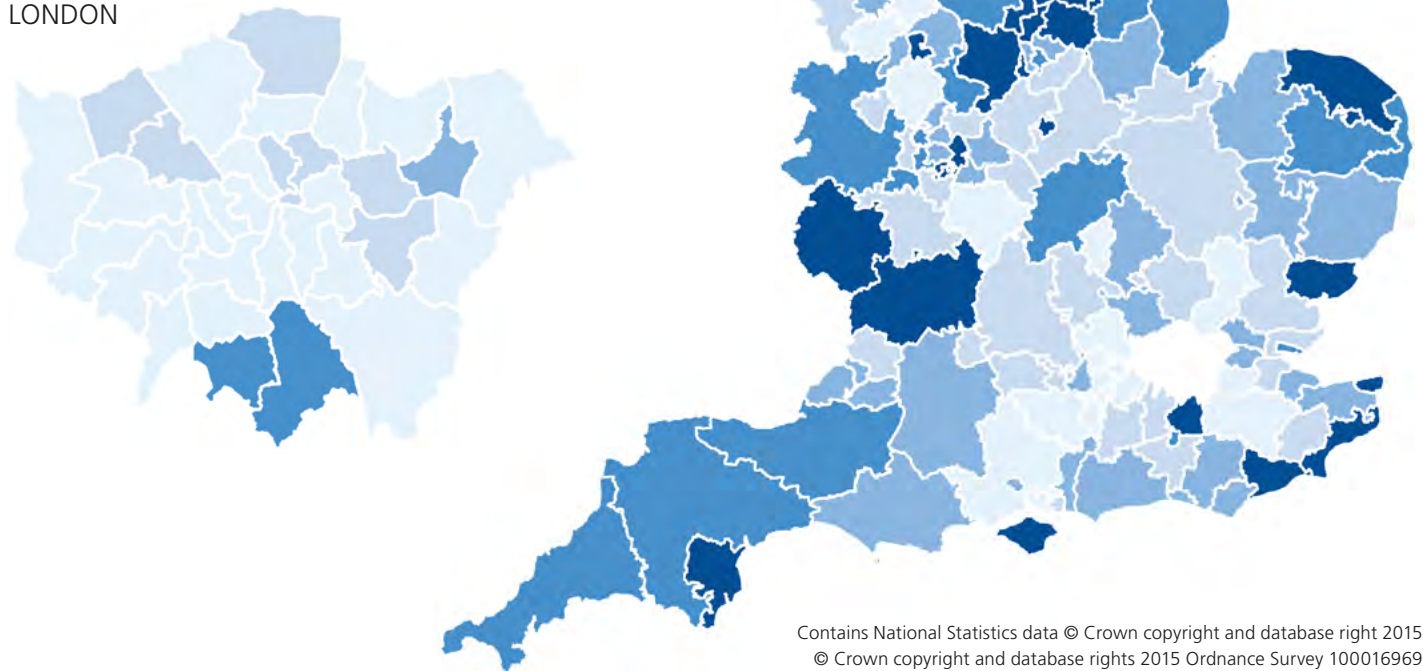 LONDON
Contains National Statistics data © Crown copyright and database right 2015
© Crown copyright and database rights 2015 Ordnance Survey 100016969